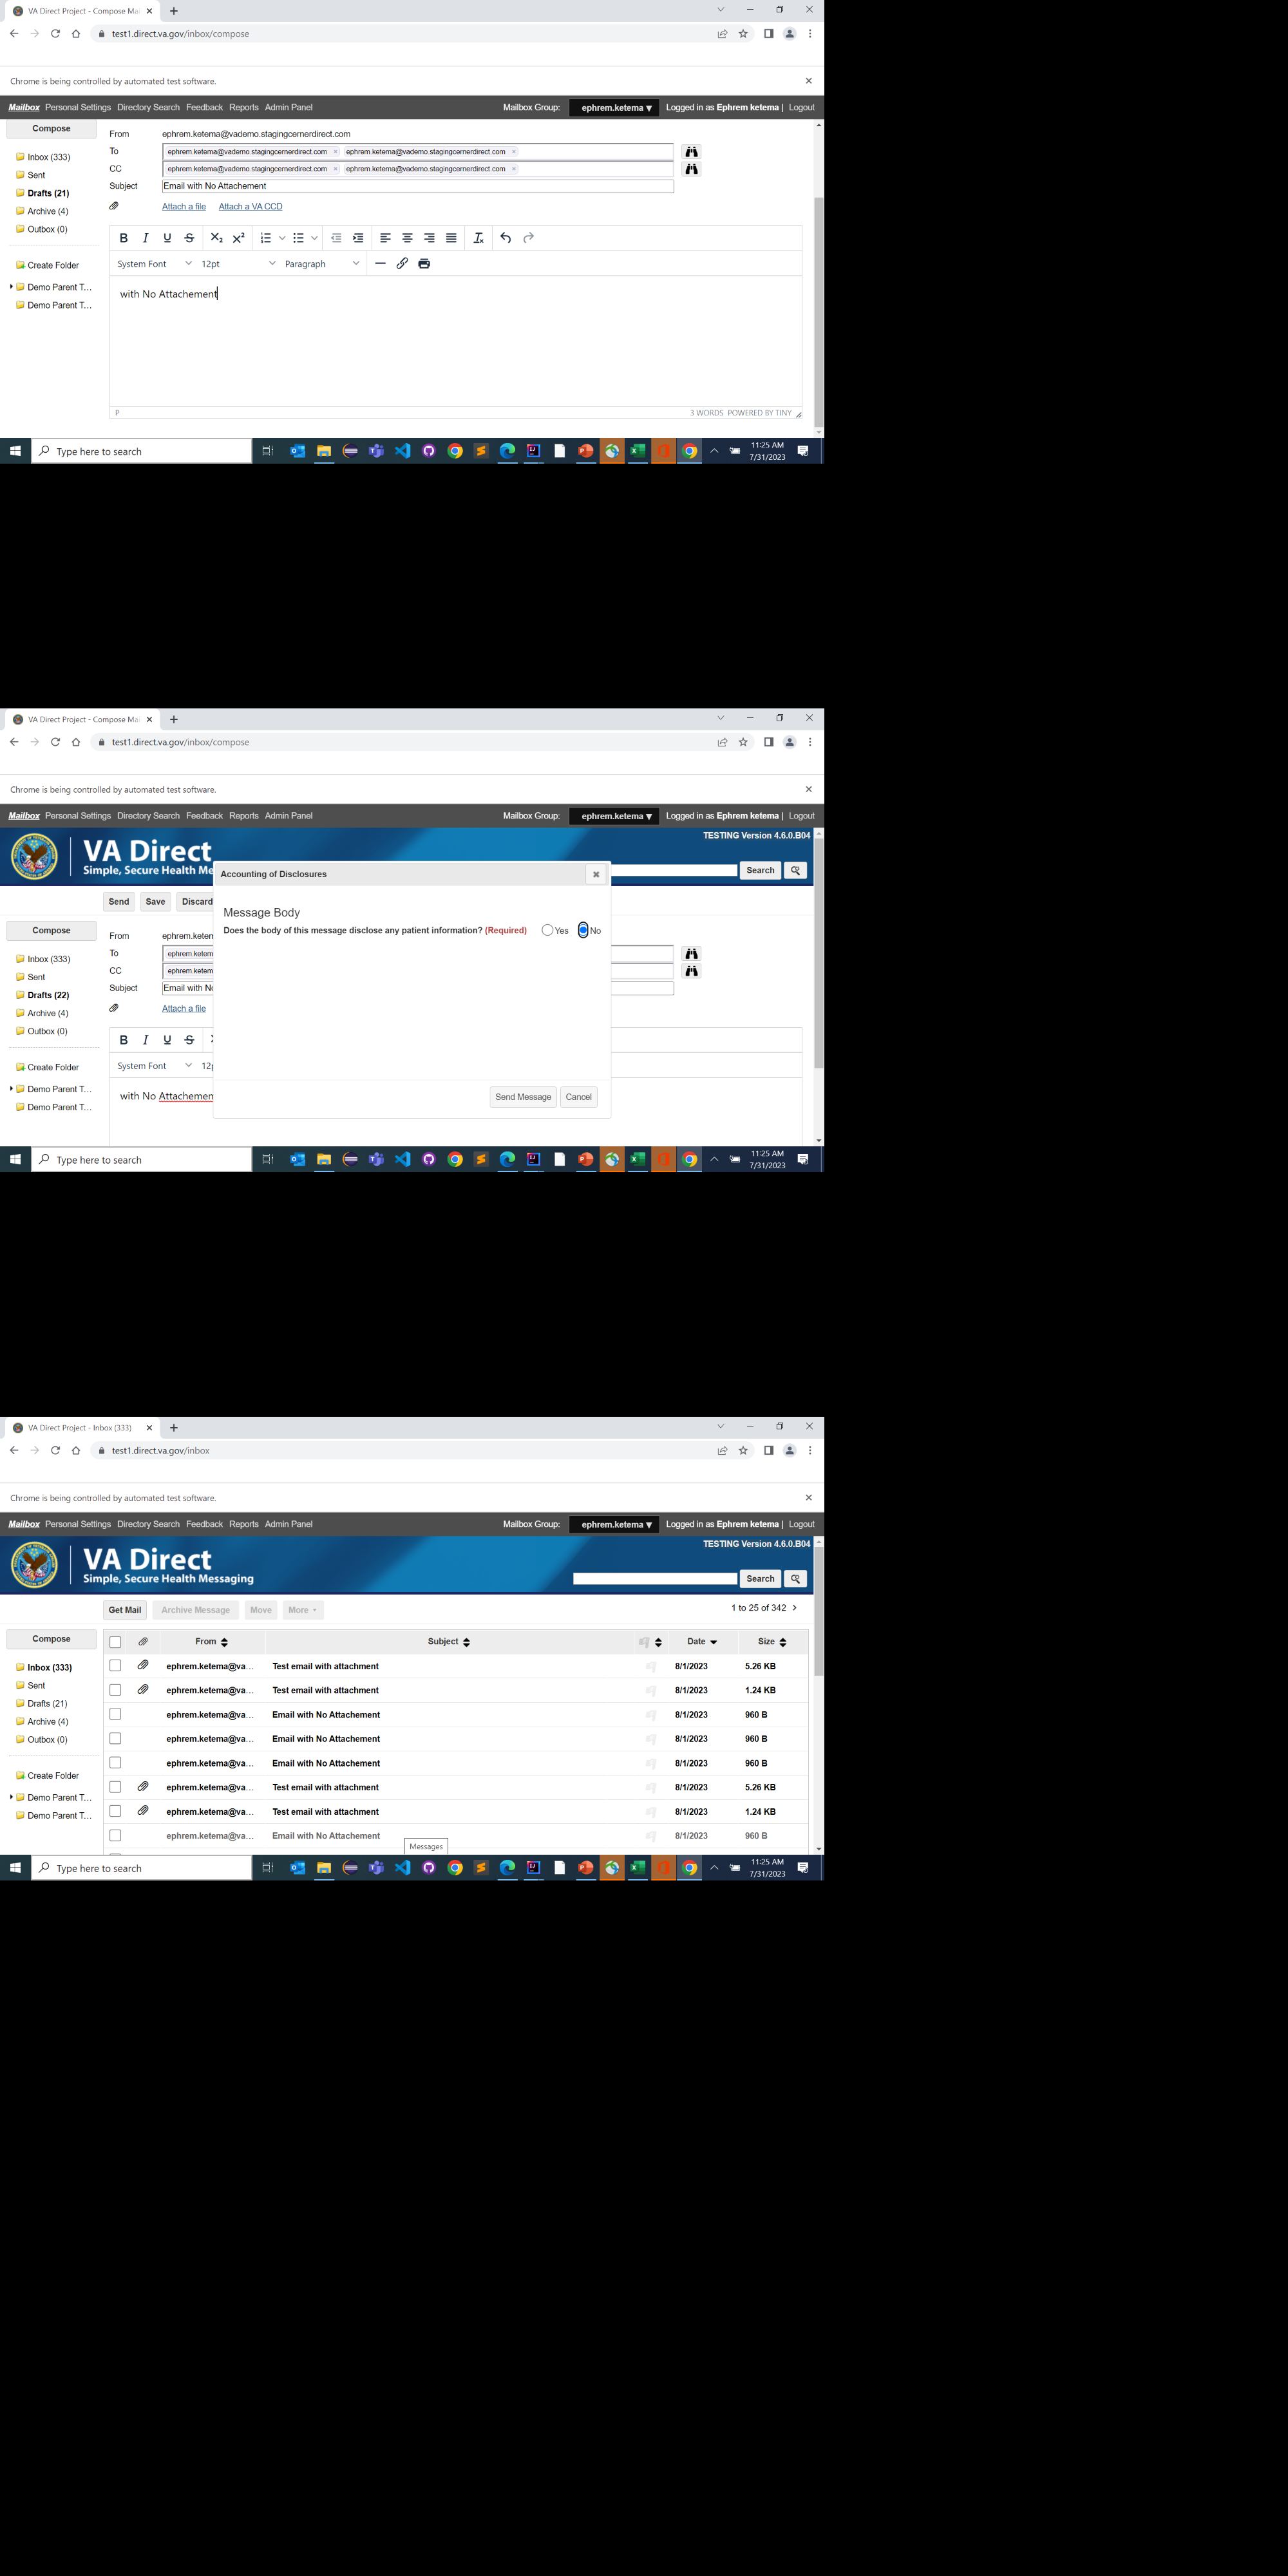 VA Direct Project - Compose Ma
test1.direct.va.gov/inbox/compose
Chrome is being controlled by automated test software.
Mailbox Personal Settings Directory Search Feedback Reports Admin Panel Mailbox Group: ephrem.ketema Logged in as Ephrem ketema | Logout
Compose
From ephrem.ketema@vademo.stagingcernerdirect.com
Inbox (333) To ephrem.ketema@vademo.stagingcernerdirect.com × ephrem.ketema@vademo.stagingcernerdirect.com ×
Sent CC ephrem.ketema@vademo.stagingcernerdirect.com × ephrem.ketema@vademo.stagingcernerdirect.com ×
Drafts (21) Subject Email with No Attachement
Archive (4) Attach a file Attach a VA CCD
Outbox (0)
B I U S X₂ X²
Create Folder System Font 12pt Paragraph
Demo Parent T... with No Attachement
Demo Parent T...
P 3 WORDS POWERED BY TINY
Type here to search 11:25 AM
7/31/2023
VA Direct Project - Compose Ma
test1.direct.va.gov/inbox/compose
Chrome is being controlled by automated test software.
Mailbox Personal Settings Directory Search Feedback Reports Admin Panel Mailbox Group: ephrem.ketema Logged in as Ephrem ketema | Logout
TESTING Version 4.6.0.B04
VA Direct
Simple, Secure Health Me
Search
Accounting of Disclosures
Send Save Discard
Message Body
Does the body of this message disclose any patient information? (Required) Yes No
Compose
From ephrem.keten
Inbox (333) To ephrem.ketem
Sent CC ephrem.ketem
Drafts (22) Subject Email with No
Archive (4) Attach a file
Outbox (0)
B I U S
Create Folder System Font 12p
Demo Parent T... with No Attachemen
Demo Parent T...
Send Message Cancel
Type here to search 11:25 AM
7/31/2023
VA Direct Project - Inbox (333)
test1.direct.va.gov/inbox
Chrome is being controlled by automated test software.
Mailbox Personal Settings Directory Search Feedback Reports Admin Panel Mailbox Group: ephrem.ketema Logged in as Ephrem ketema | Logout
TESTING Version 4.6.0.B04
VA Direct
Simple, Secure Health Messaging
Search
Get Mail Archive Message Move More 1 to 25 of 342
Compose
Inbox (333)
Sent
Drafts (21)
Archive (4)
Outbox (0)
Create Folder
Demo Parent T...
Demo Parent T...
From Subject Date Size
ephrem.ketema@va... Test email with attachment 8/1/2023 5.26 KB
ephrem.ketema@va... Test email with attachment 8/1/2023 1.24 KB
ephrem.ketema@va... Email with No Attachement 8/1/2023 960 B
ephrem.ketema@va... Email with No Attachement 8/1/2023 960 B
ephrem.ketema@va... Email with No Attachement 8/1/2023 960 B
ephrem.ketema@va... Test email with attachment 8/1/2023 5.26 KB
ephrem.ketema@va... Test email with attachment 8/1/2023 1.24 KB
ephrem.ketema@va... Email with No Attachement 8/1/2023 960 B
Messages
Type here to search 11:25 AM
7/31/2023